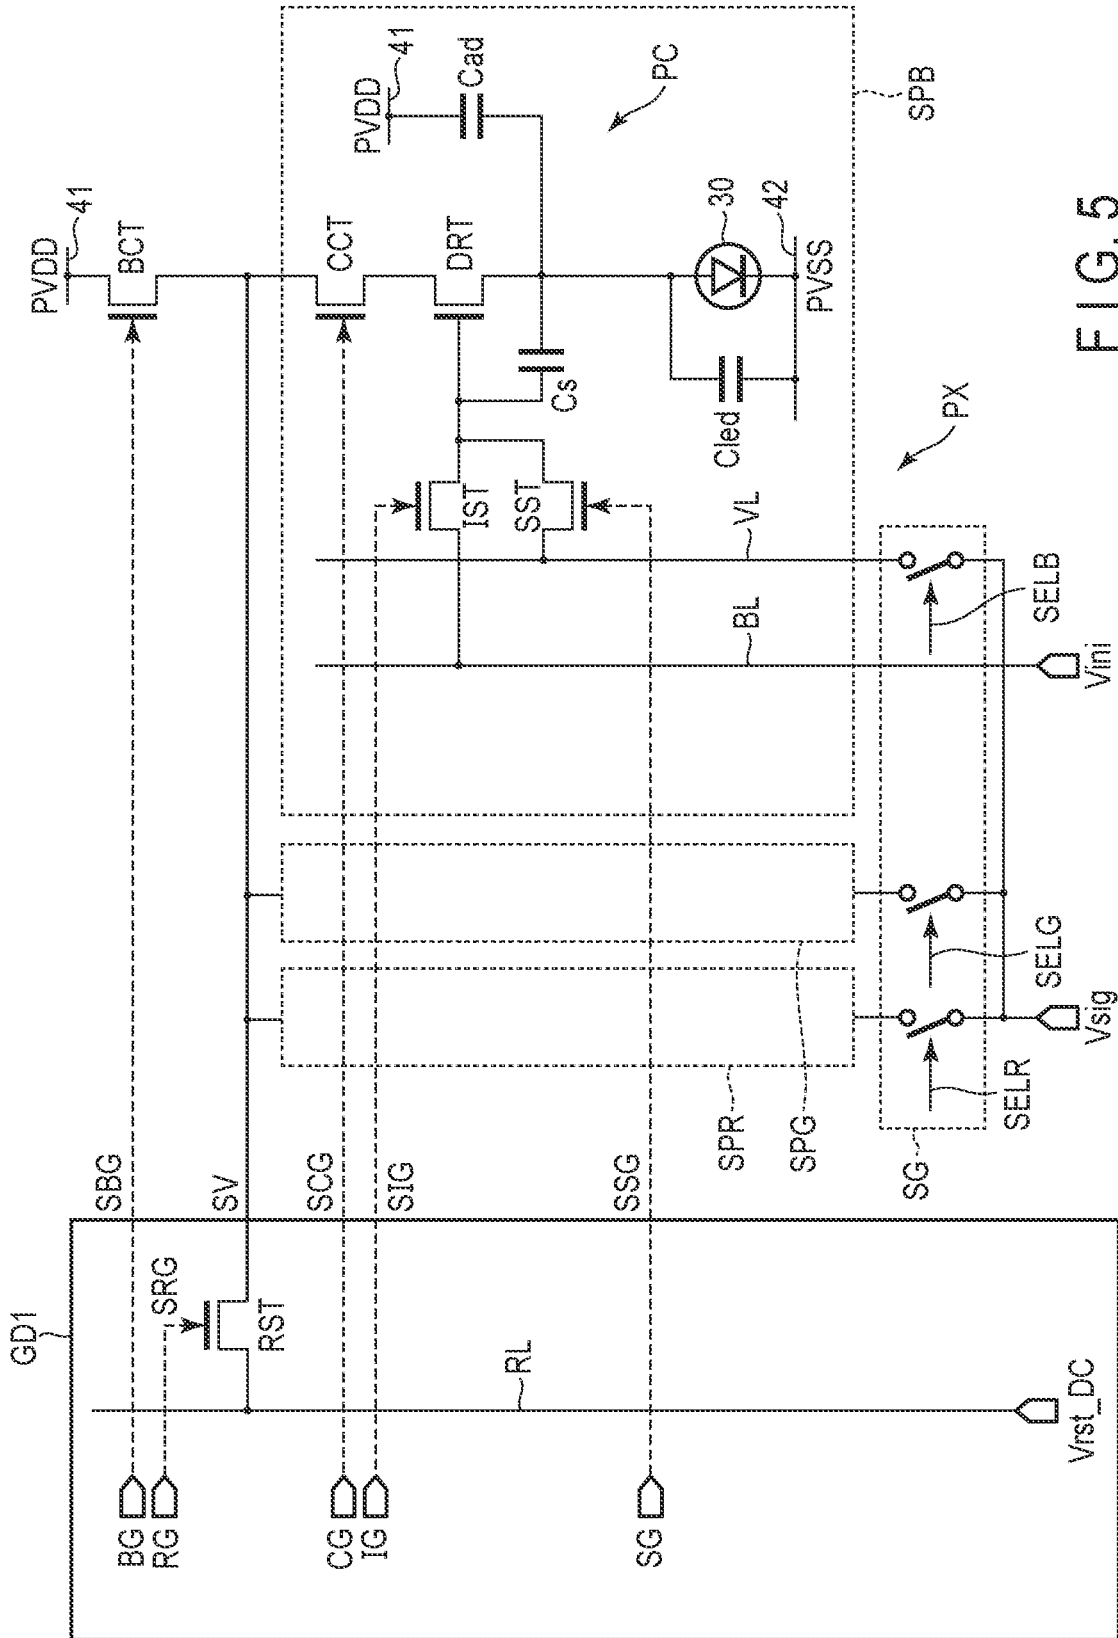 GD1
BG
RG
CG
IG
SG
SRG
RST
RL
Vrst_DC
SBG
SV
SCG
SIG
SSG
PVDD
41
BCT
CCT
DRT
PVDD
41
Cad
PC
IST
SST
Cs
Cled
30
42
PVSS
VL
BL
SPB
SPR
SPG
PX
SG
SELR
SELG
SELB
Vsig
Vini
FIG. 5